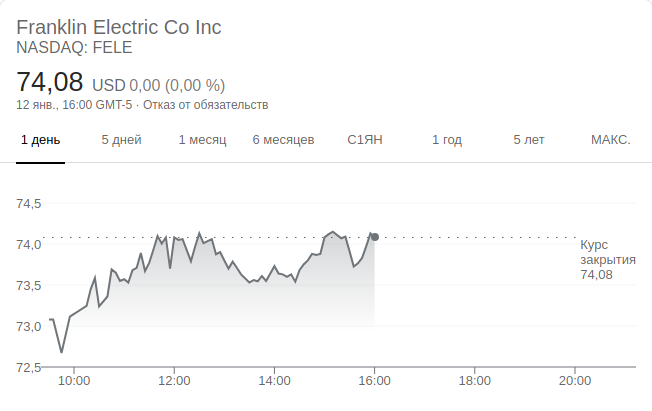 Franklin Electric Co Inc
NASDAQ: FELE
74,08 USD 0,00 (0,00 %)
12 янв., 16:00 GMT-5 · Отказ от обязательств
1 день 5 дней 1 месяц 6 месяцев С1ЯН 1 год 5 лет МАКС.
74,5
74,0
73,5
73,0
72,5
Курс
закрытия
74,08
10:00 12:00 14:00 16:00 18:00 20:00